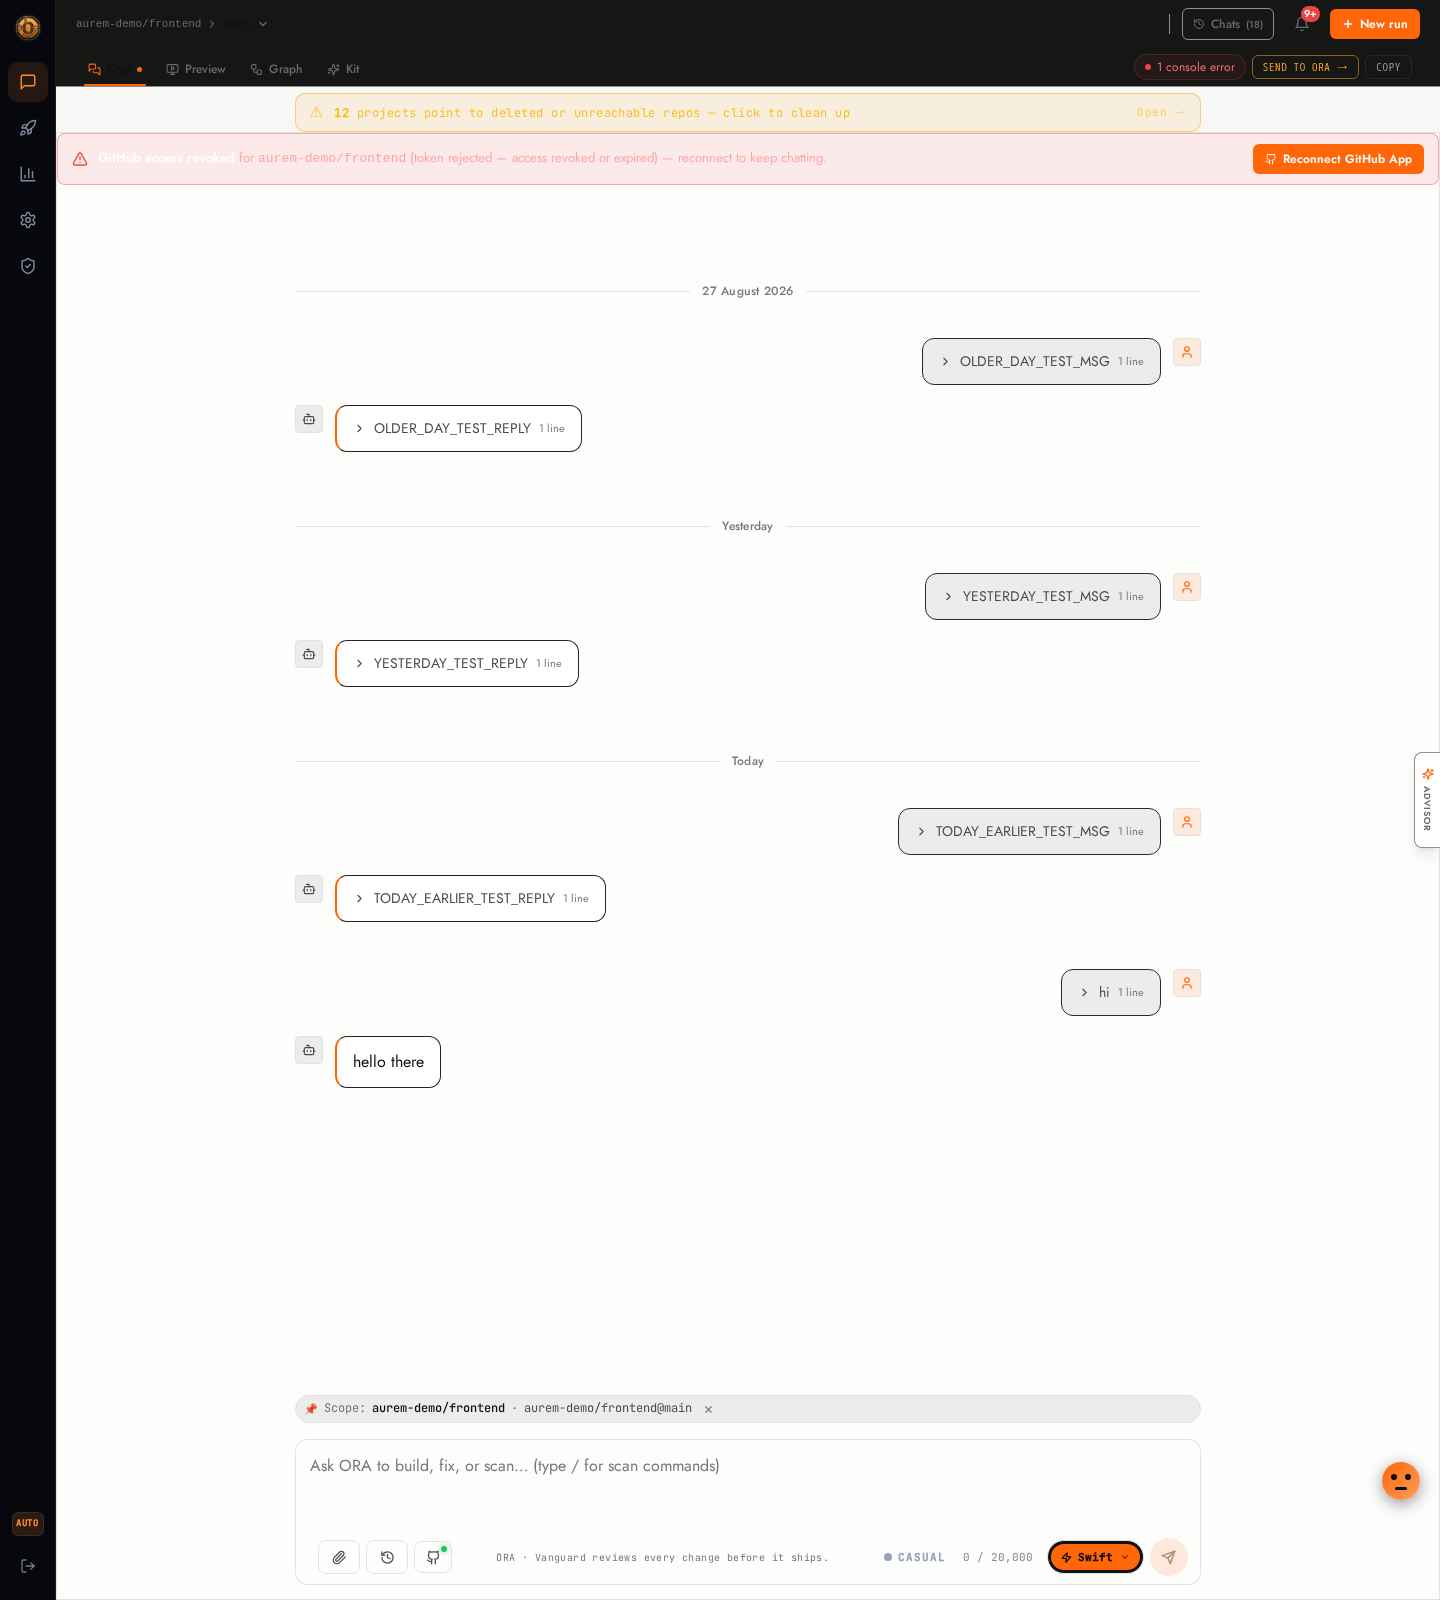 aurem-demo/frontend
Chats (18)
9+
New run
Preview
Graph
Kit
1 console error
SEND TO ORA →
COPY
⚠ 12 projects point to deleted or unreachable repos — click to clean up
Open →
GitHub access revoked for aurem-demo/frontend (token rejected — access revoked or expired) — reconnect to keep chatting.
Reconnect GitHub App
27 August 2026
OLDER_DAY_TEST_MSG 1 line
OLDER_DAY_TEST_REPLY 1 line
Yesterday
YESTERDAY_TEST_MSG 1 line
YESTERDAY_TEST_REPLY 1 line
Today
ADVISOR
TODAY_EARLIER_TEST_MSG 1 line
TODAY_EARLIER_TEST_REPLY 1 line
hi 1 line
hello there
Scope: aurem-demo/frontend · aurem-demo/frontend@main ×
Ask ORA to build, fix, or scan... (type / for scan commands)
AUTO
ORA · Vanguard reviews every change before it ships.
CASUAL
0 / 20,000
Swift